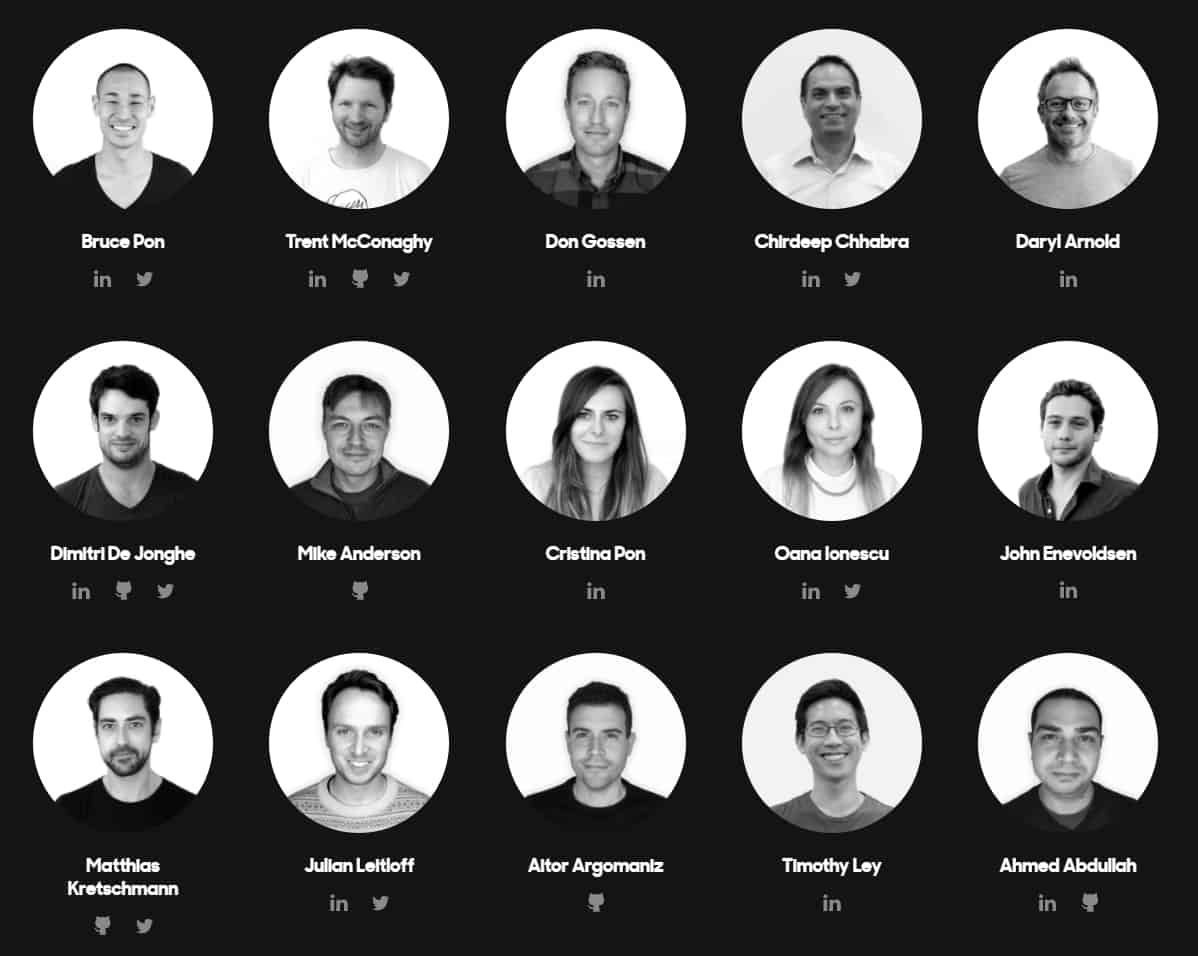 Bruce Pon
Trent McConaghy
Don Gossen
Chirdeep Chhabra
Daryl Arnold
in
in
in
in
in
Dimitri De Jonghe
Mike Anderson
Cristina Pon
Oana Ionescu
John Enevoldsen
in
in
in
in
Matthias
Kretschmann
Julian Leitloff
Aitor Argomaniz
Timothy Ley
Ahmed Abdullah
in
in
in